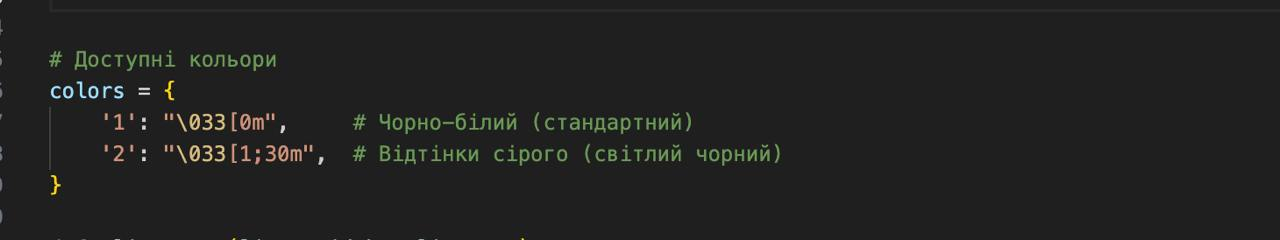 # Доступні кольори
colors = {
    '1': "\033[0m",     # Чорно-білий (стандартний)
    '2': "\033[1;30m",  # Відтінки сірого (світлий чорний)
}